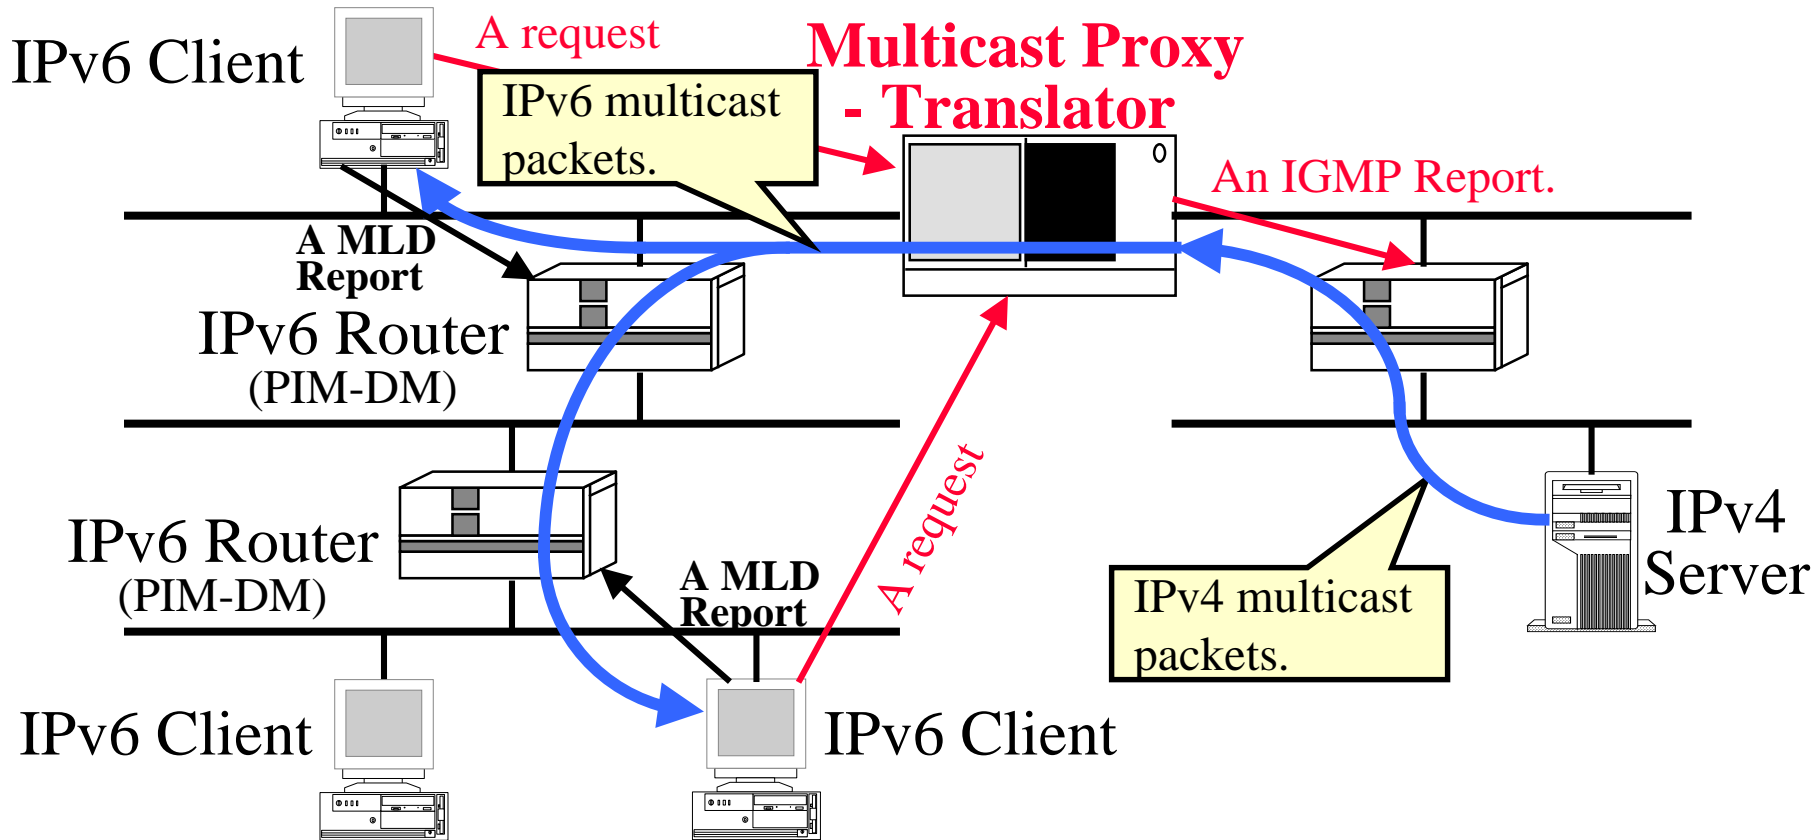 IPv6 Client
A request
Multicast Proxy
- Translator
IPv6 multicast
packets.
An IGMP Report.
A MLD
Report
IPv6 Router
(PIM-DM)
IPv6 Router
(PIM-DM)
A MLD
Report
A request
IPv4 multicast
packets.
IPv4
Server
IPv6 Client
IPv6 Client